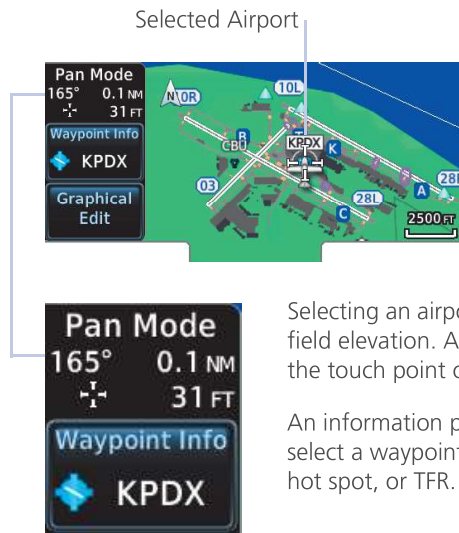 Selected Airport
Pan Mode
165° 0.1 NM
31 FT
Waypoint Info
KPDX
Graphical
Edit
N
0R
10L
B
CBU
KPDX
K
03
A
28L
C
2500 FT
Pan Mode
165° 0.1 NM
31 FT
Waypoint Info
KPDX
Selecting an airpo
field elevation. A
the touch point o
An information p
select a waypoint
hot spot, or TFR.